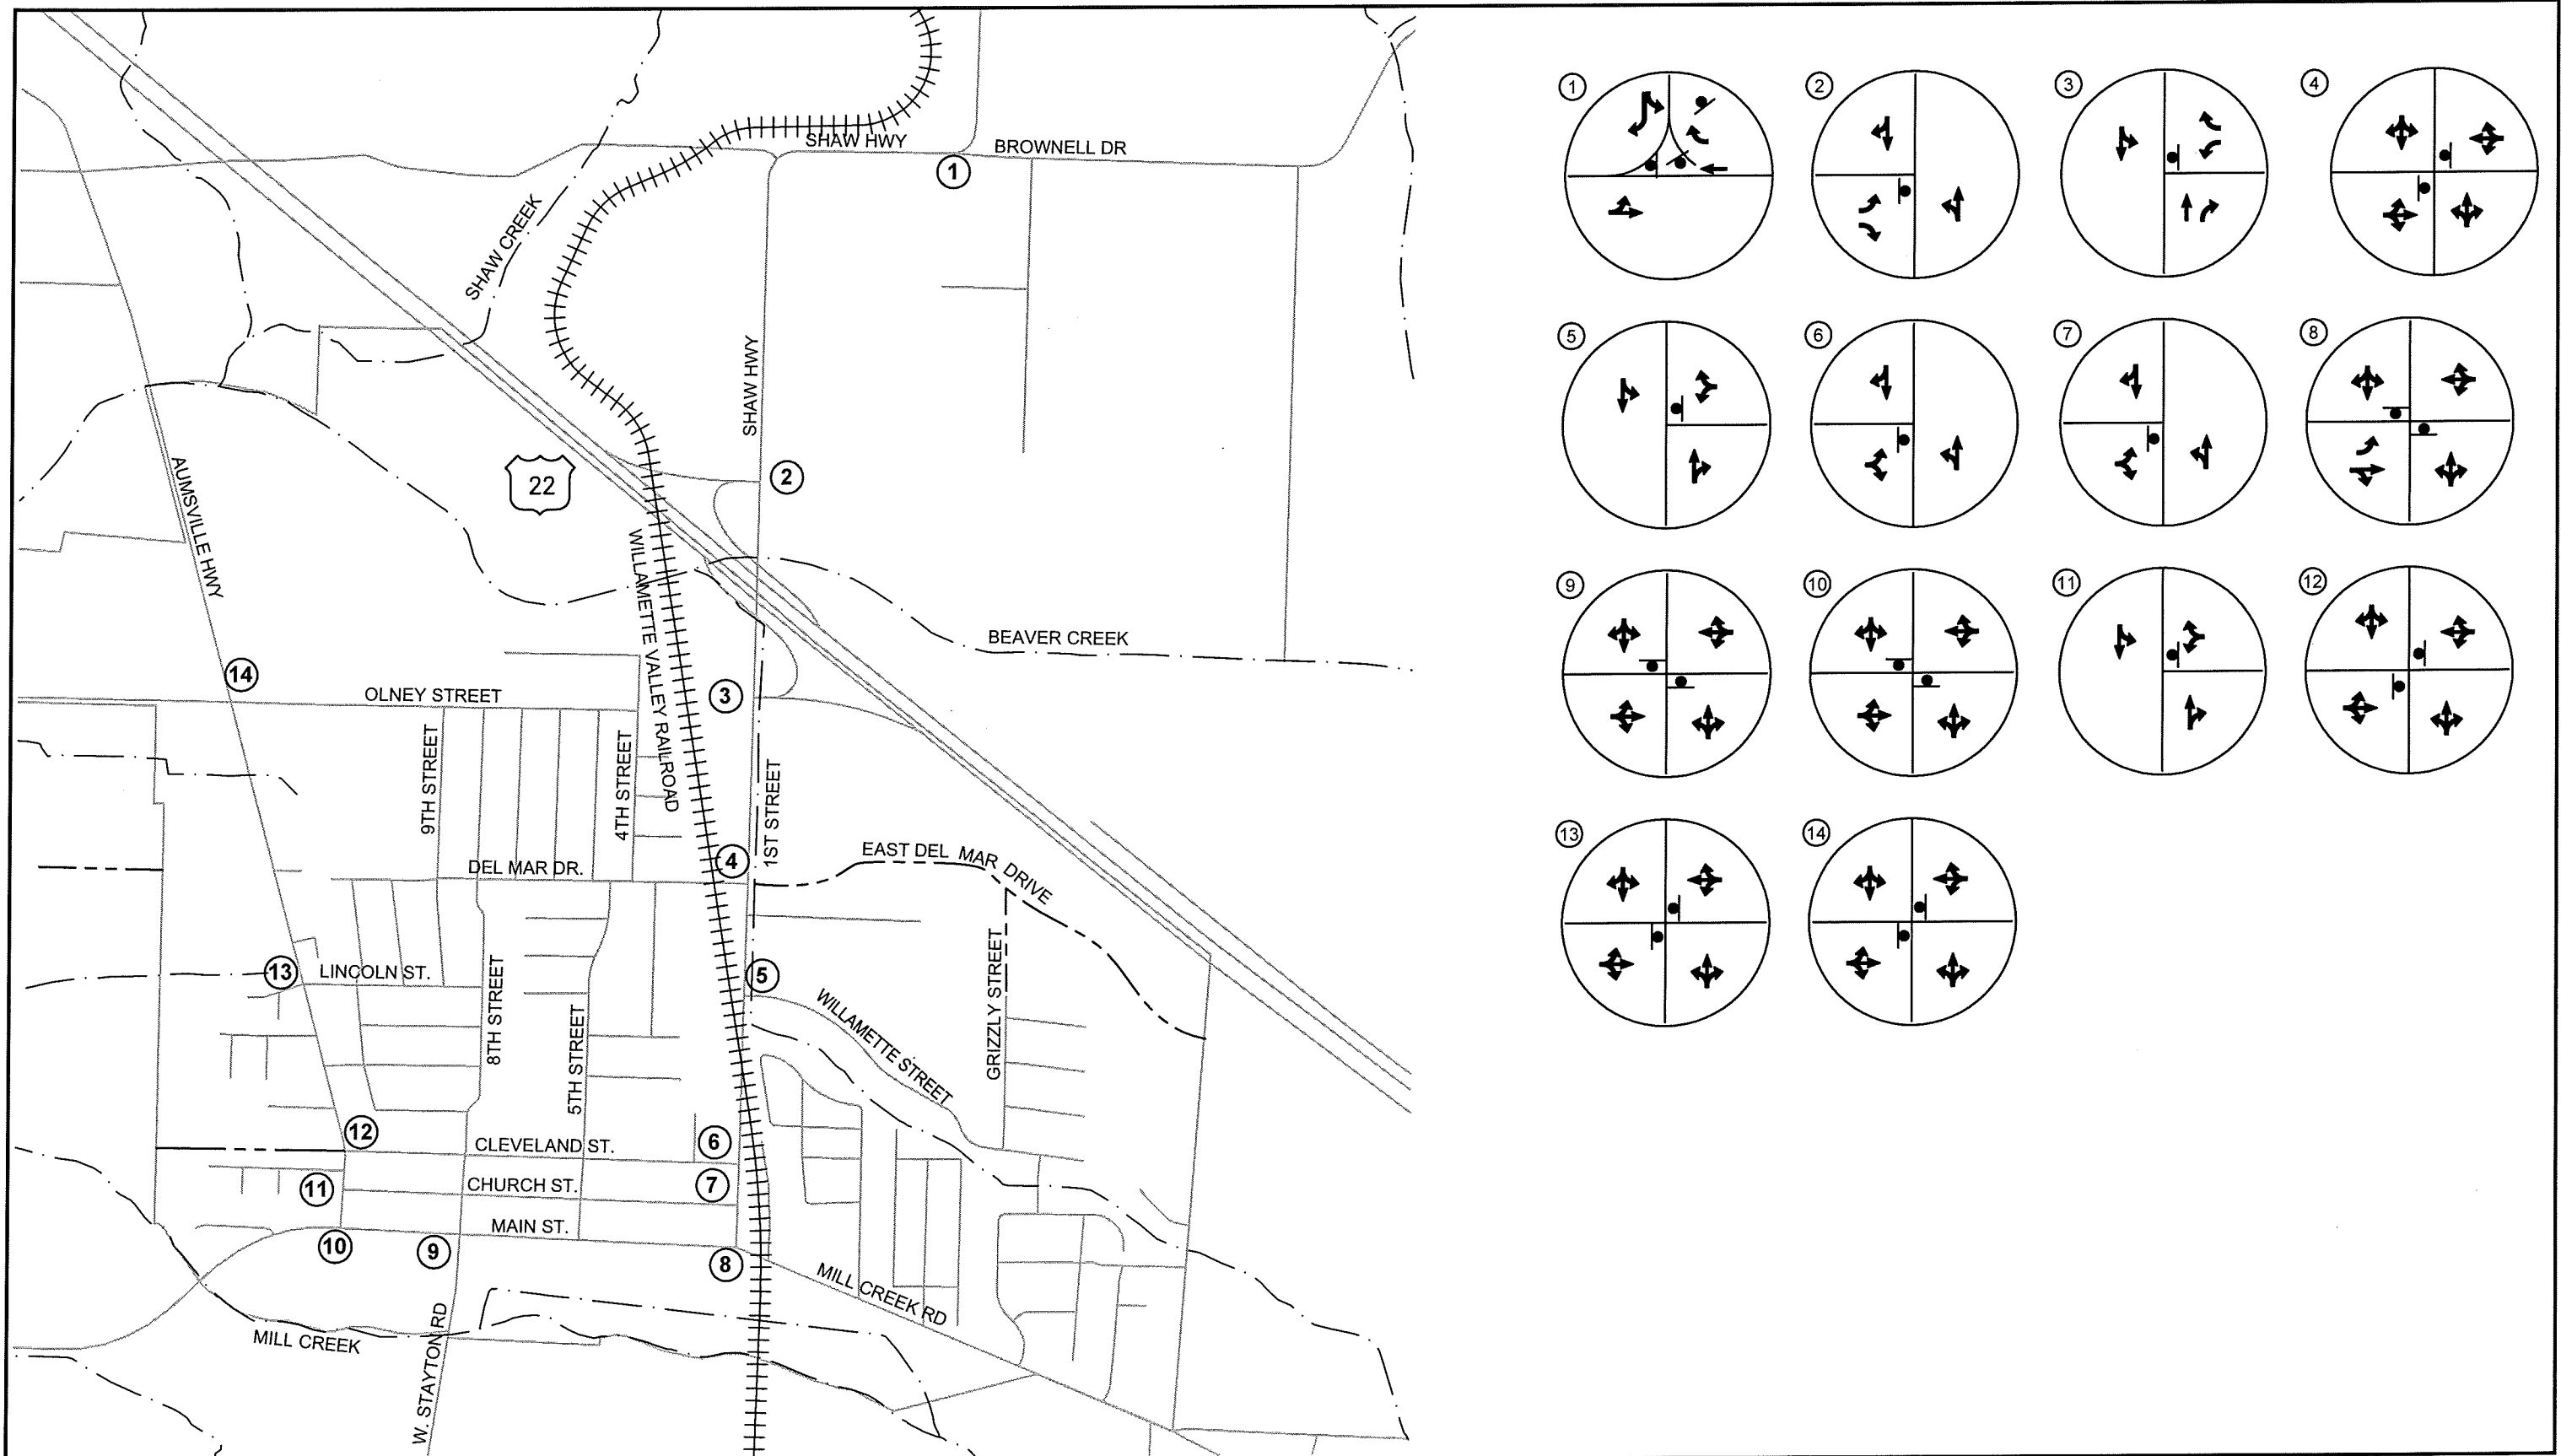 SHAW HWY
BROWNELL DR
1
SHAW CREEK
SHAW HWY
22
2
AUMSVILLE HWY
WILLAMETTE VALLEY RAILROAD
BEAVER CREEK
14
OLNEY STREET
3
9TH STREET
4TH STREET
1ST STREET
4
DEL MAR DR.
EAST DEL MAR DRIVE
13
LINCOLN ST.
8TH STREET
5TH STREET
5
WILLAMETTE STREET
GRIZZLY STREET
12
CLEVELAND ST.
6
11
CHURCH ST.
7
MAIN ST.
10
9
8
MILL CREEK RD
MILL CREEK
W. STAYTON RD
1
2
3
4
5
6
7
8
9
10
11
12
13
14